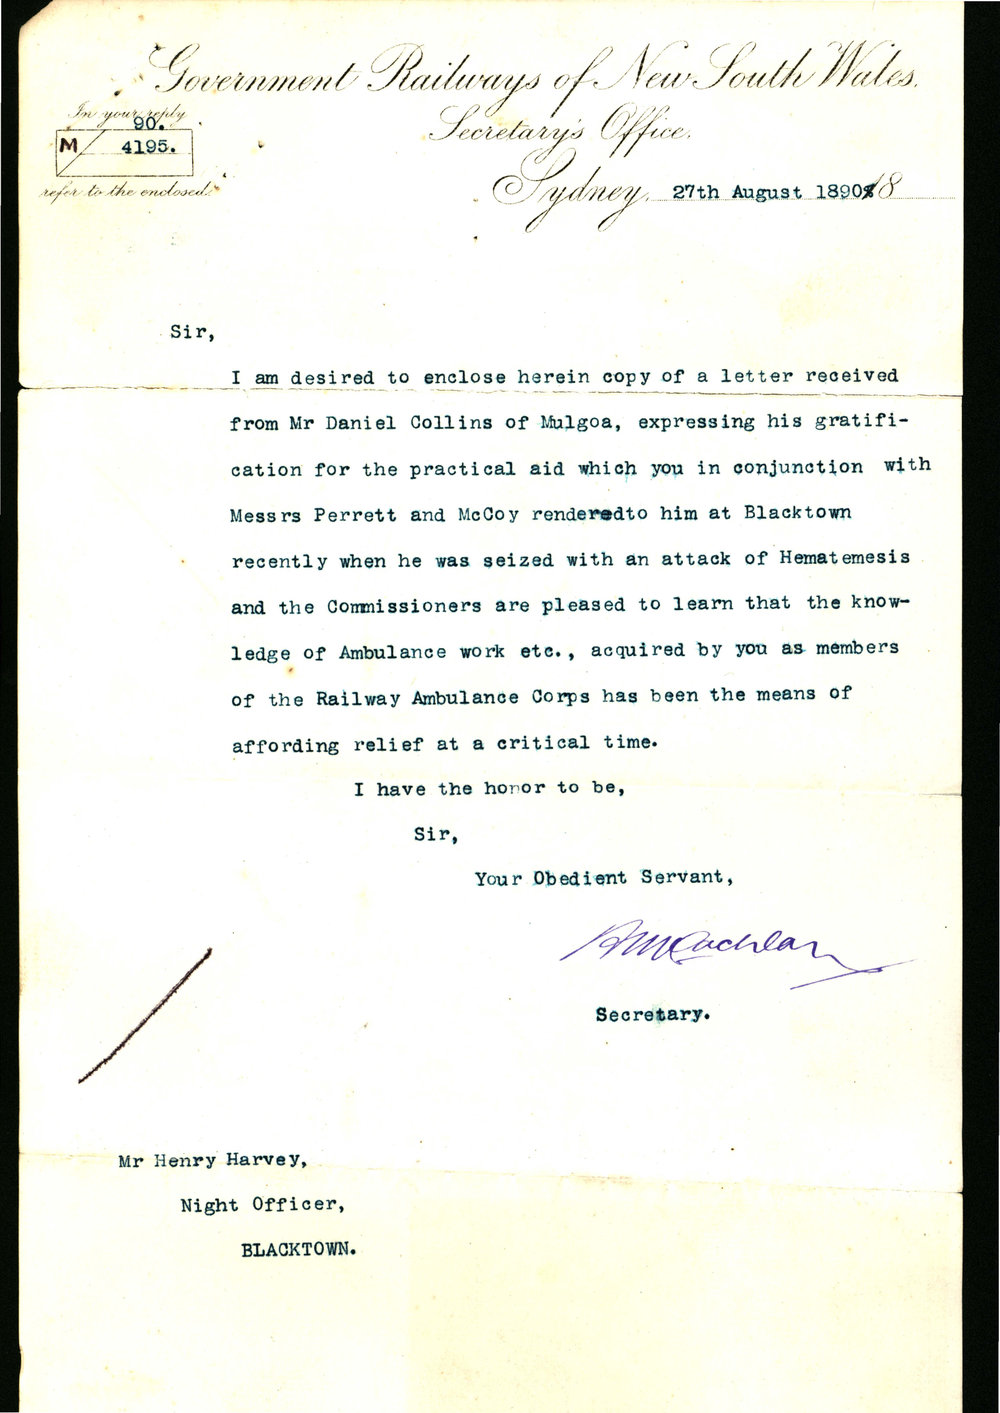 Government Railways of New South Wales.
Secretary's Office.
In your reply
90.
M 4195.
refer to the enclosed.
Sydney, 27th August 1890 18
Sir,
I am desired to enclose herein copy of a letter received
from Mr Daniel Collins of Mulgoa, expressing his gratifi-
cation for the practical aid which you in conjunction with
Messrs Perrett and McCoy renderedto him at Blacktown
recently when he was seized with an attack of Hematemesis
and the Commissioners are pleased to learn that the know-
ledge of Ambulance work etc., acquired by you as members
of the Railway Ambulance Corps has been the means of
affording relief at a critical time.
I have the honor to be,
Sir,
Your Obedient Servant,
H McLachlan
Secretary.
Mr Henry Harvey,
Night Officer,
BLACKTOWN.